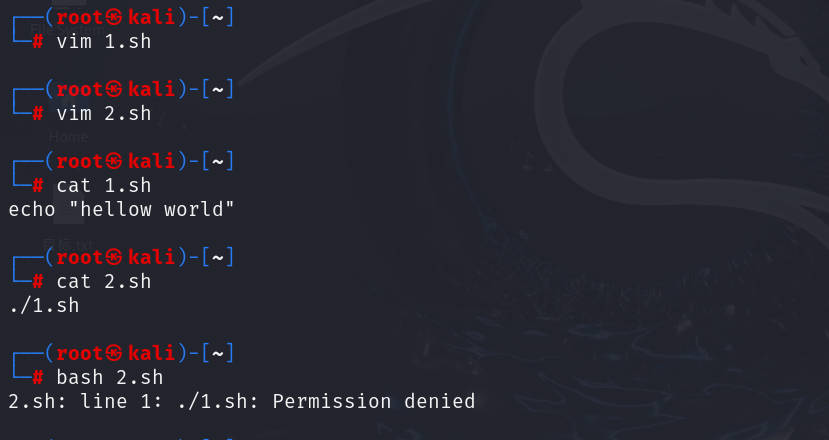 ┌──(root㉿kali)-[~]
└─# vim 1.sh
┌──(root㉿kali)-[~]
└─# vim 2.sh
┌──(root㉿kali)-[~]
└─# cat 1.sh
echo "hellow world"
┌──(root㉿kali)-[~]
└─# cat 2.sh
./1.sh
┌──(root㉿kali)-[~]
└─# bash 2.sh
2.sh: line 1: ./1.sh: Permission denied
Home